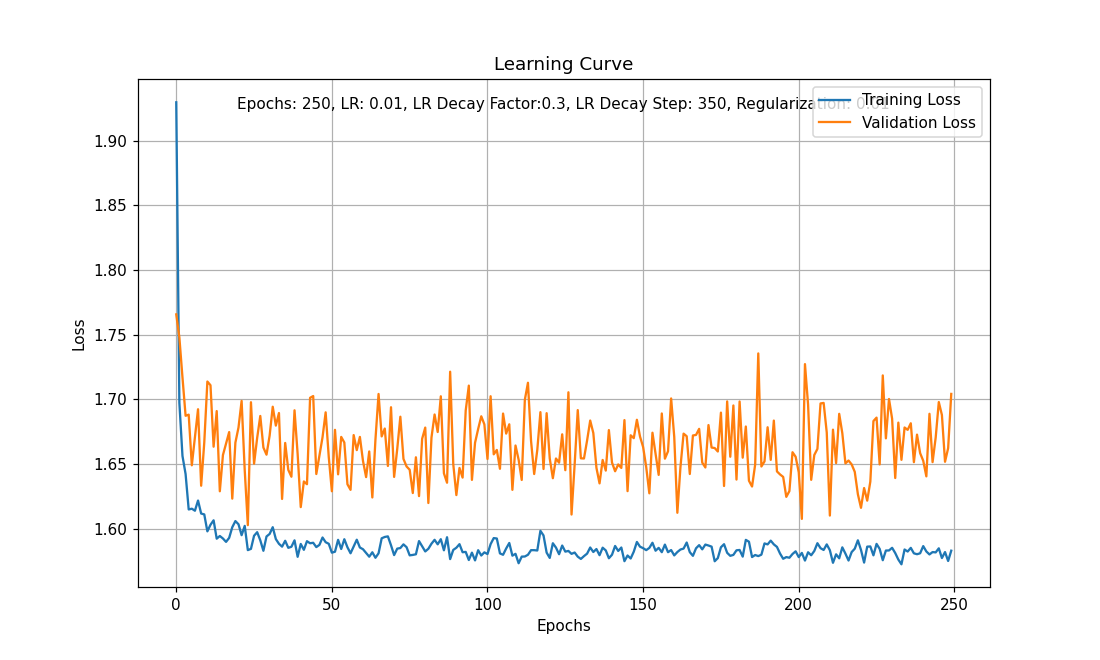 Learning Curve
Epochs: 250, LR: 0.01, LR Decay Factor:0.3, LR Decay Step: 350, Regularization: 0.01
Training Loss
Validation Loss
1.90
1.85
1.80
1.75
1.70
1.65
1.60
Loss
0 50 100 150 200 250
Epochs